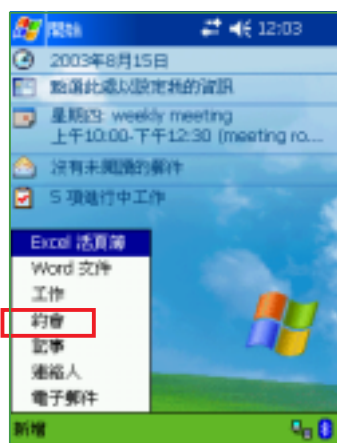 開始 12:03
2003年8月15日
點選此處以設定我的資訊
星期四: weekly meeting
上午10:00-下午12:30 (meeting ro....
沒有未閱讀的郵件
5 項進行中工作
Excel 活頁簿
Word 文件
工作
約會
記事
連絡人
電子郵件
新增